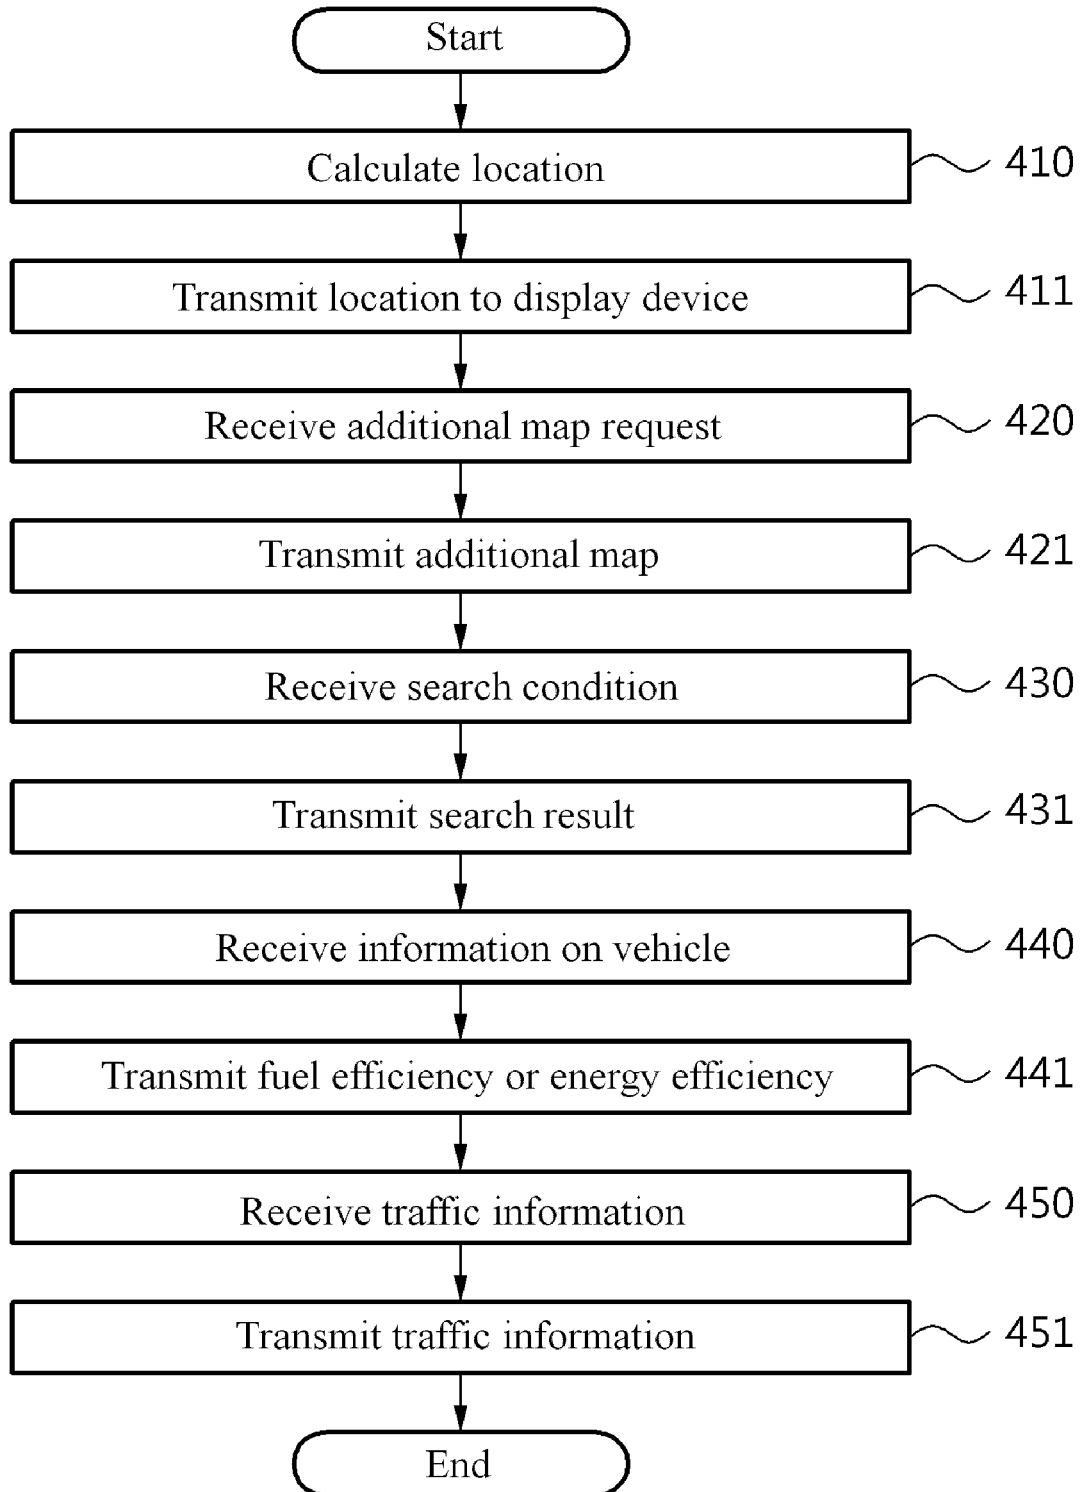 Start
Calculate location 410
Transmit location to display device 411
Receive additional map request 420
Transmit additional map 421
Receive search condition 430
Transmit search result 431
Receive information on vehicle 440
Transmit fuel efficiency or energy efficiency 441
Receive traffic information 450
Transmit traffic information 451
End